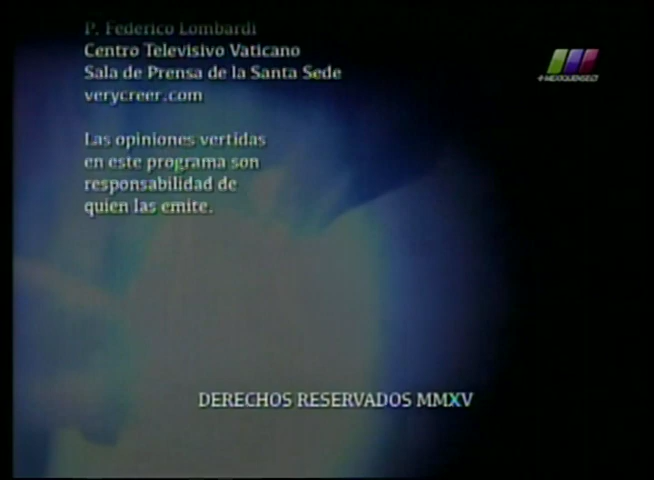 P. Federico Lombardi
Centro Televisivo Vaticano
Sala de Prensa de la Santa Sede
verycreer.com
Las opiniones vertidas
en este programa son
responsabilidad de
quien las emite.
DERECHOS RESERVADOS MMXV